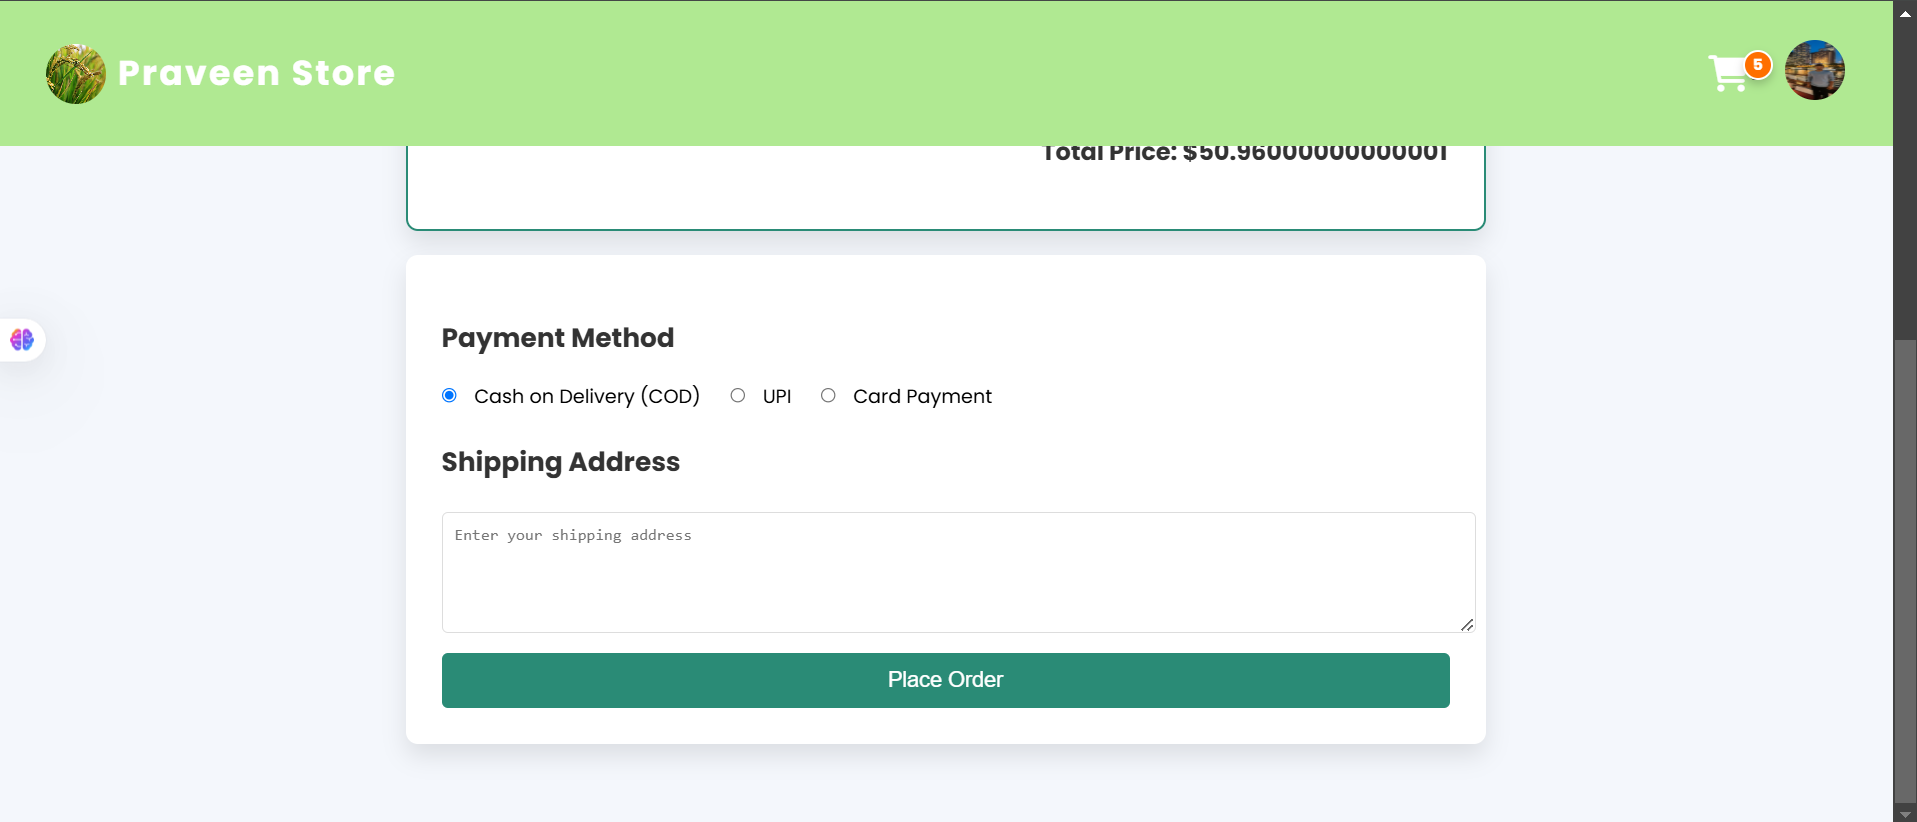 Praveen Store
5
Total Price: $50.96000000000001
Payment Method
Cash on Delivery (COD) UPI Card Payment
Shipping Address
Enter your shipping address
Place Order